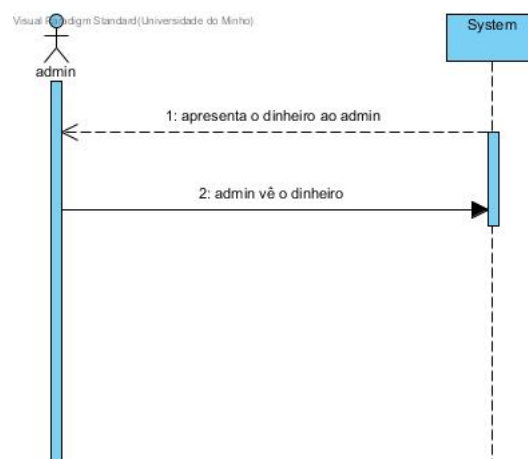 Visual Paradigm Standard(Universidade do Minho)
System
admin
1: apresenta o dinheiro ao admin
2: admin vê o dinheiro